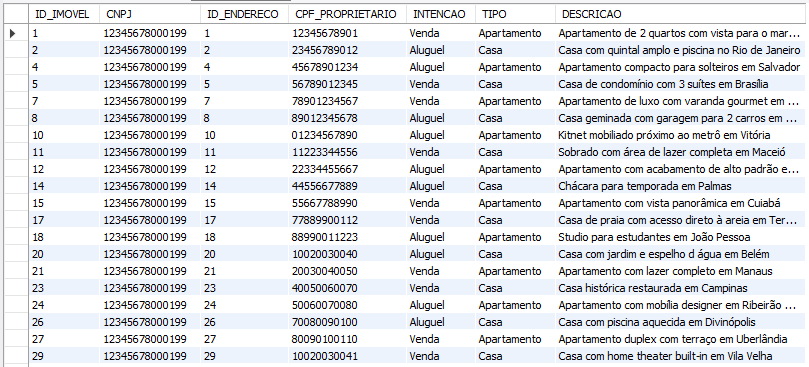 ID_IMOVEL CNPJ ID_ENDERECO CPF_PROPRIETARIO INTENCAO TIPO DESCRICAO
1 12345678000199 1 12345678901 Venda Apartamento Apartamento de 2 quartos com vista para o mar...
2 12345678000199 2 23456789012 Aluguel Casa Casa com quintal amplo e piscina no Rio de Janeiro
4 12345678000199 4 45678901234 Aluguel Apartamento Apartamento compacto para solteiros em Salvador
5 12345678000199 5 56789012345 Venda Casa Casa de condomínio com 3 suítes em Brasília
7 12345678000199 7 78901234567 Venda Apartamento Apartamento de luxo com varanda gourmet em ...
8 12345678000199 8 89012345678 Aluguel Casa Casa geminada com garagem para 2 carros em ...
10 12345678000199 10 01234567890 Aluguel Apartamento Kitnet mobiliado próximo ao metrô em Vitória
11 12345678000199 11 11223344556 Venda Casa Sobrado com área de lazer completa em Maceió
12 12345678000199 12 22334455667 Aluguel Apartamento Apartamento com acabamento de alto padrão e...
14 12345678000199 14 44556677889 Aluguel Casa Chácara para temporada em Palmas
15 12345678000199 15 55667788990 Venda Apartamento Apartamento com vista panorâmica em Cuiabá
17 12345678000199 17 77889900112 Venda Casa Casa de praia com acesso direto à areia em Ter...
18 12345678000199 18 88990011223 Aluguel Apartamento Studio para estudantes em João Pessoa
20 12345678000199 20 10020030040 Aluguel Casa Casa com jardim e espelho d água em Belém
21 12345678000199 21 20030040050 Venda Apartamento Apartamento com lazer completo em Manaus
23 12345678000199 23 40050060070 Venda Casa Casa histórica restaurada em Campinas
24 12345678000199 24 50060070080 Aluguel Apartamento Apartamento com mobília designer em Ribeirão ...
26 12345678000199 26 70080090100 Aluguel Casa Casa com piscina aquecida em Divinópolis
27 12345678000199 27 80090100110 Venda Apartamento Apartamento duplex com terraço em Uberlândia
29 12345678000199 29 10020030041 Venda Casa Casa com home theater built-in em Vila Velha